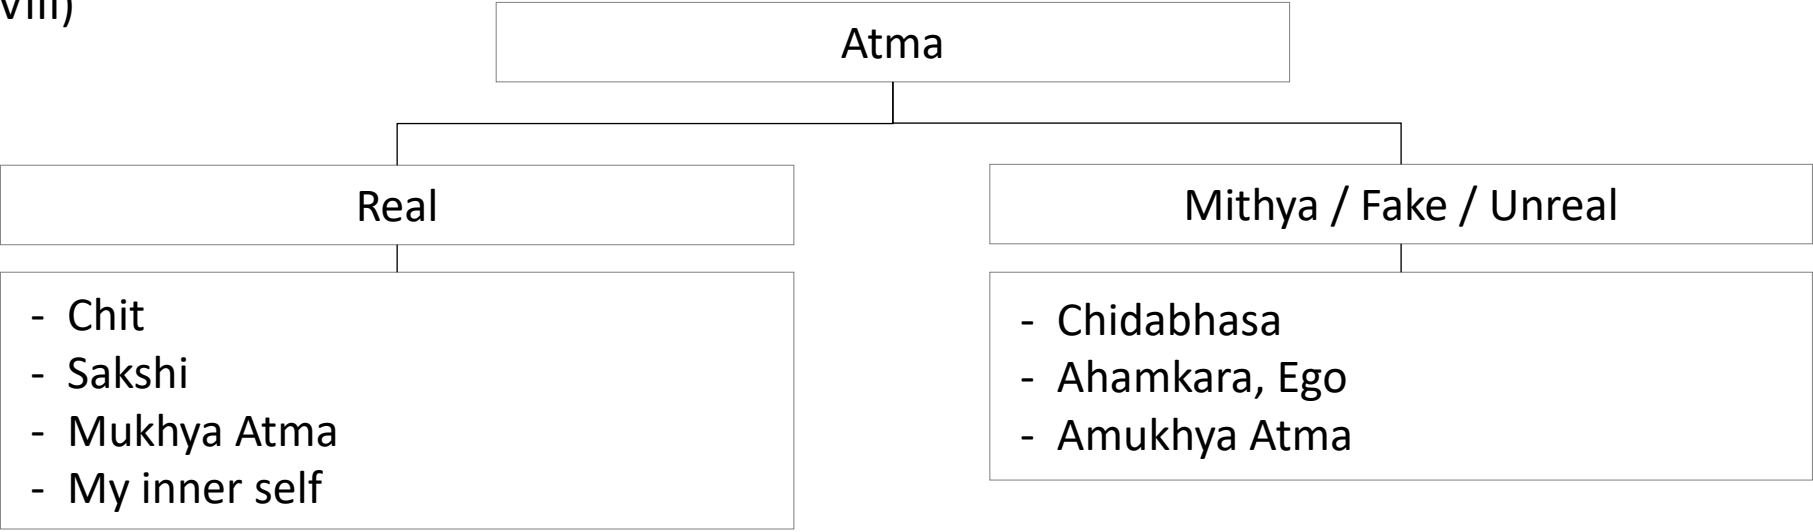 VIII)
Atma
Real
Mithya / Fake / Unreal
- Chit
- Sakshi
- Mukhya Atma
- My inner self
- Chidabhasa
- Ahamkara, Ego
- Amukhya Atma